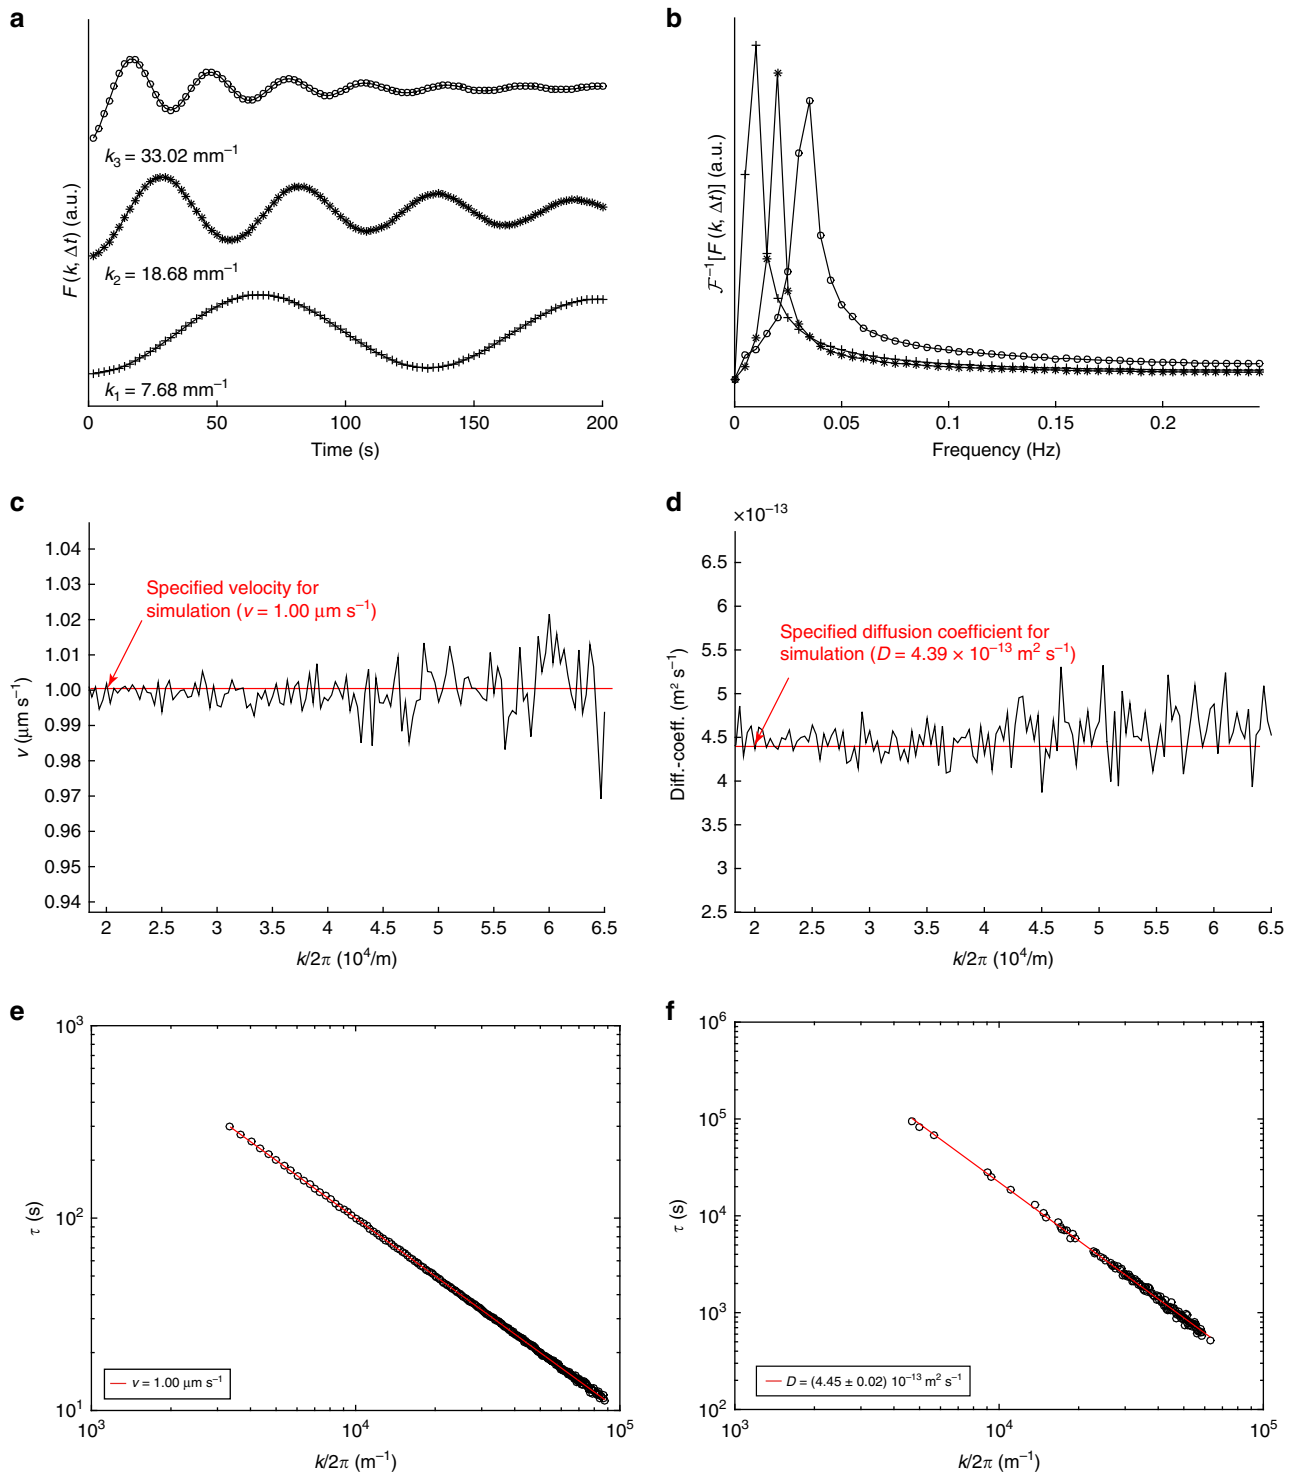 a
F (k, Δt) (a.u.)
k₃ = 33.02 mm⁻¹
k₂ = 18.68 mm⁻¹
k₁ = 7.68 mm⁻¹
0 50 100 150 200
Time (s)
b
ℱ⁻¹[F (k, Δt)] (a.u.)
0 0.05 0.1 0.15 0.2
Frequency (Hz)
c
1.04
1.03
1.02
1.01
1.00
0.99
0.98
0.97
0.96
0.95
0.94
v (μm s⁻¹)
Specified velocity for
simulation (v = 1.00 μm s⁻¹)
2 2.5 3 3.5 4 4.5 5 5.5 6 6.5
k/2π (10⁴/m)
d
×10⁻¹³
6.5
6
5.5
5
4.5
4
3.5
3
2.5
Diff.-coeff. (m² s⁻¹)
Specified diffusion coefficient for
simulation (D = 4.39 × 10⁻¹³ m² s⁻¹)
2 2.5 3 3.5 4 4.5 5 5.5 6 6.5
k/2π (10⁴/m)
e
10³
10²
10¹
τ (s)
v = 1.00 μm s⁻¹
10³ 10⁴ 10⁵
k/2π (m⁻¹)
f
10⁶
10⁵
10⁴
10³
10²
τ (s)
D = (4.45 ± 0.02) 10⁻¹³ m² s⁻¹
10³ 10⁴ 10⁵
k/2π (m⁻¹)